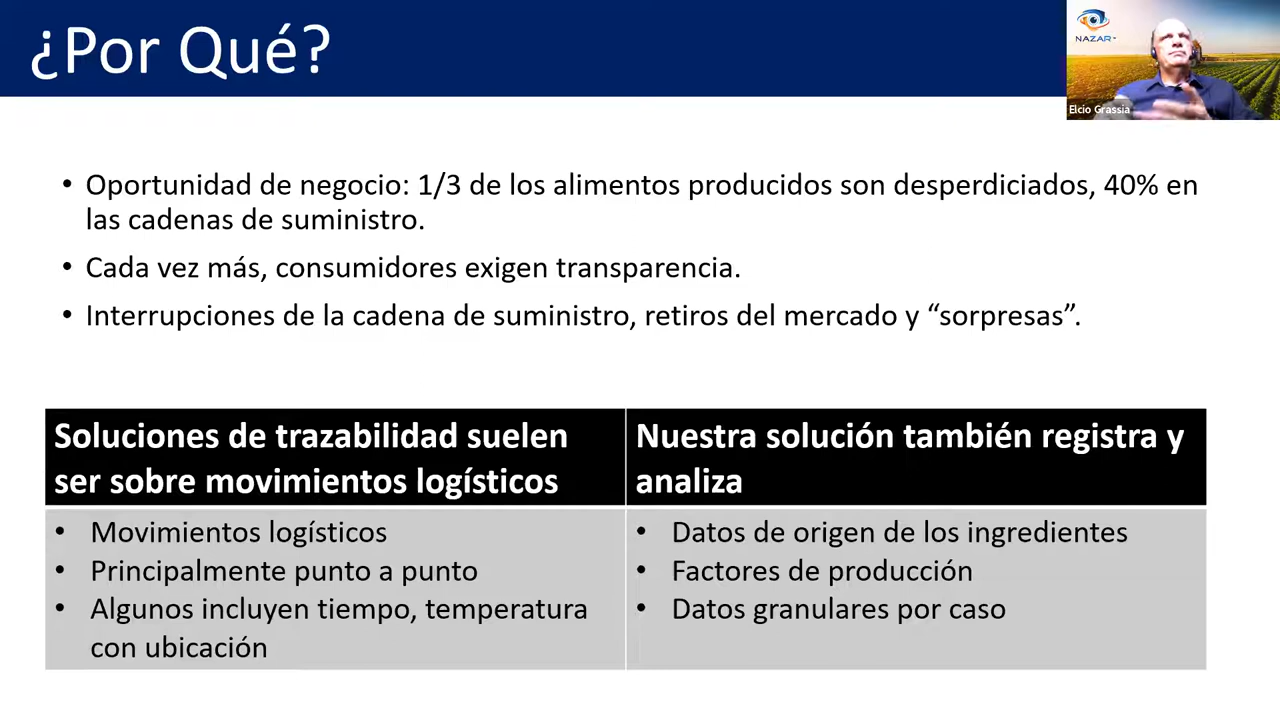 ¿Por Qué?
NAZAR
Elcio Grassia
• Oportunidad de negocio: 1/3 de los alimentos producidos son desperdiciados, 40% en
las cadenas de suministro.
• Cada vez más, consumidores exigen transparencia.
• Interrupciones de la cadena de suministro, retiros del mercado y “sorpresas”.
Soluciones de trazabilidad suelen
ser sobre movimientos logísticos
• Movimientos logísticos
• Principalmente punto a punto
• Algunos incluyen tiempo, temperatura
con ubicación
Nuestra solución también registra y
analiza
• Datos de origen de los ingredientes
• Factores de producción
• Datos granulares por caso